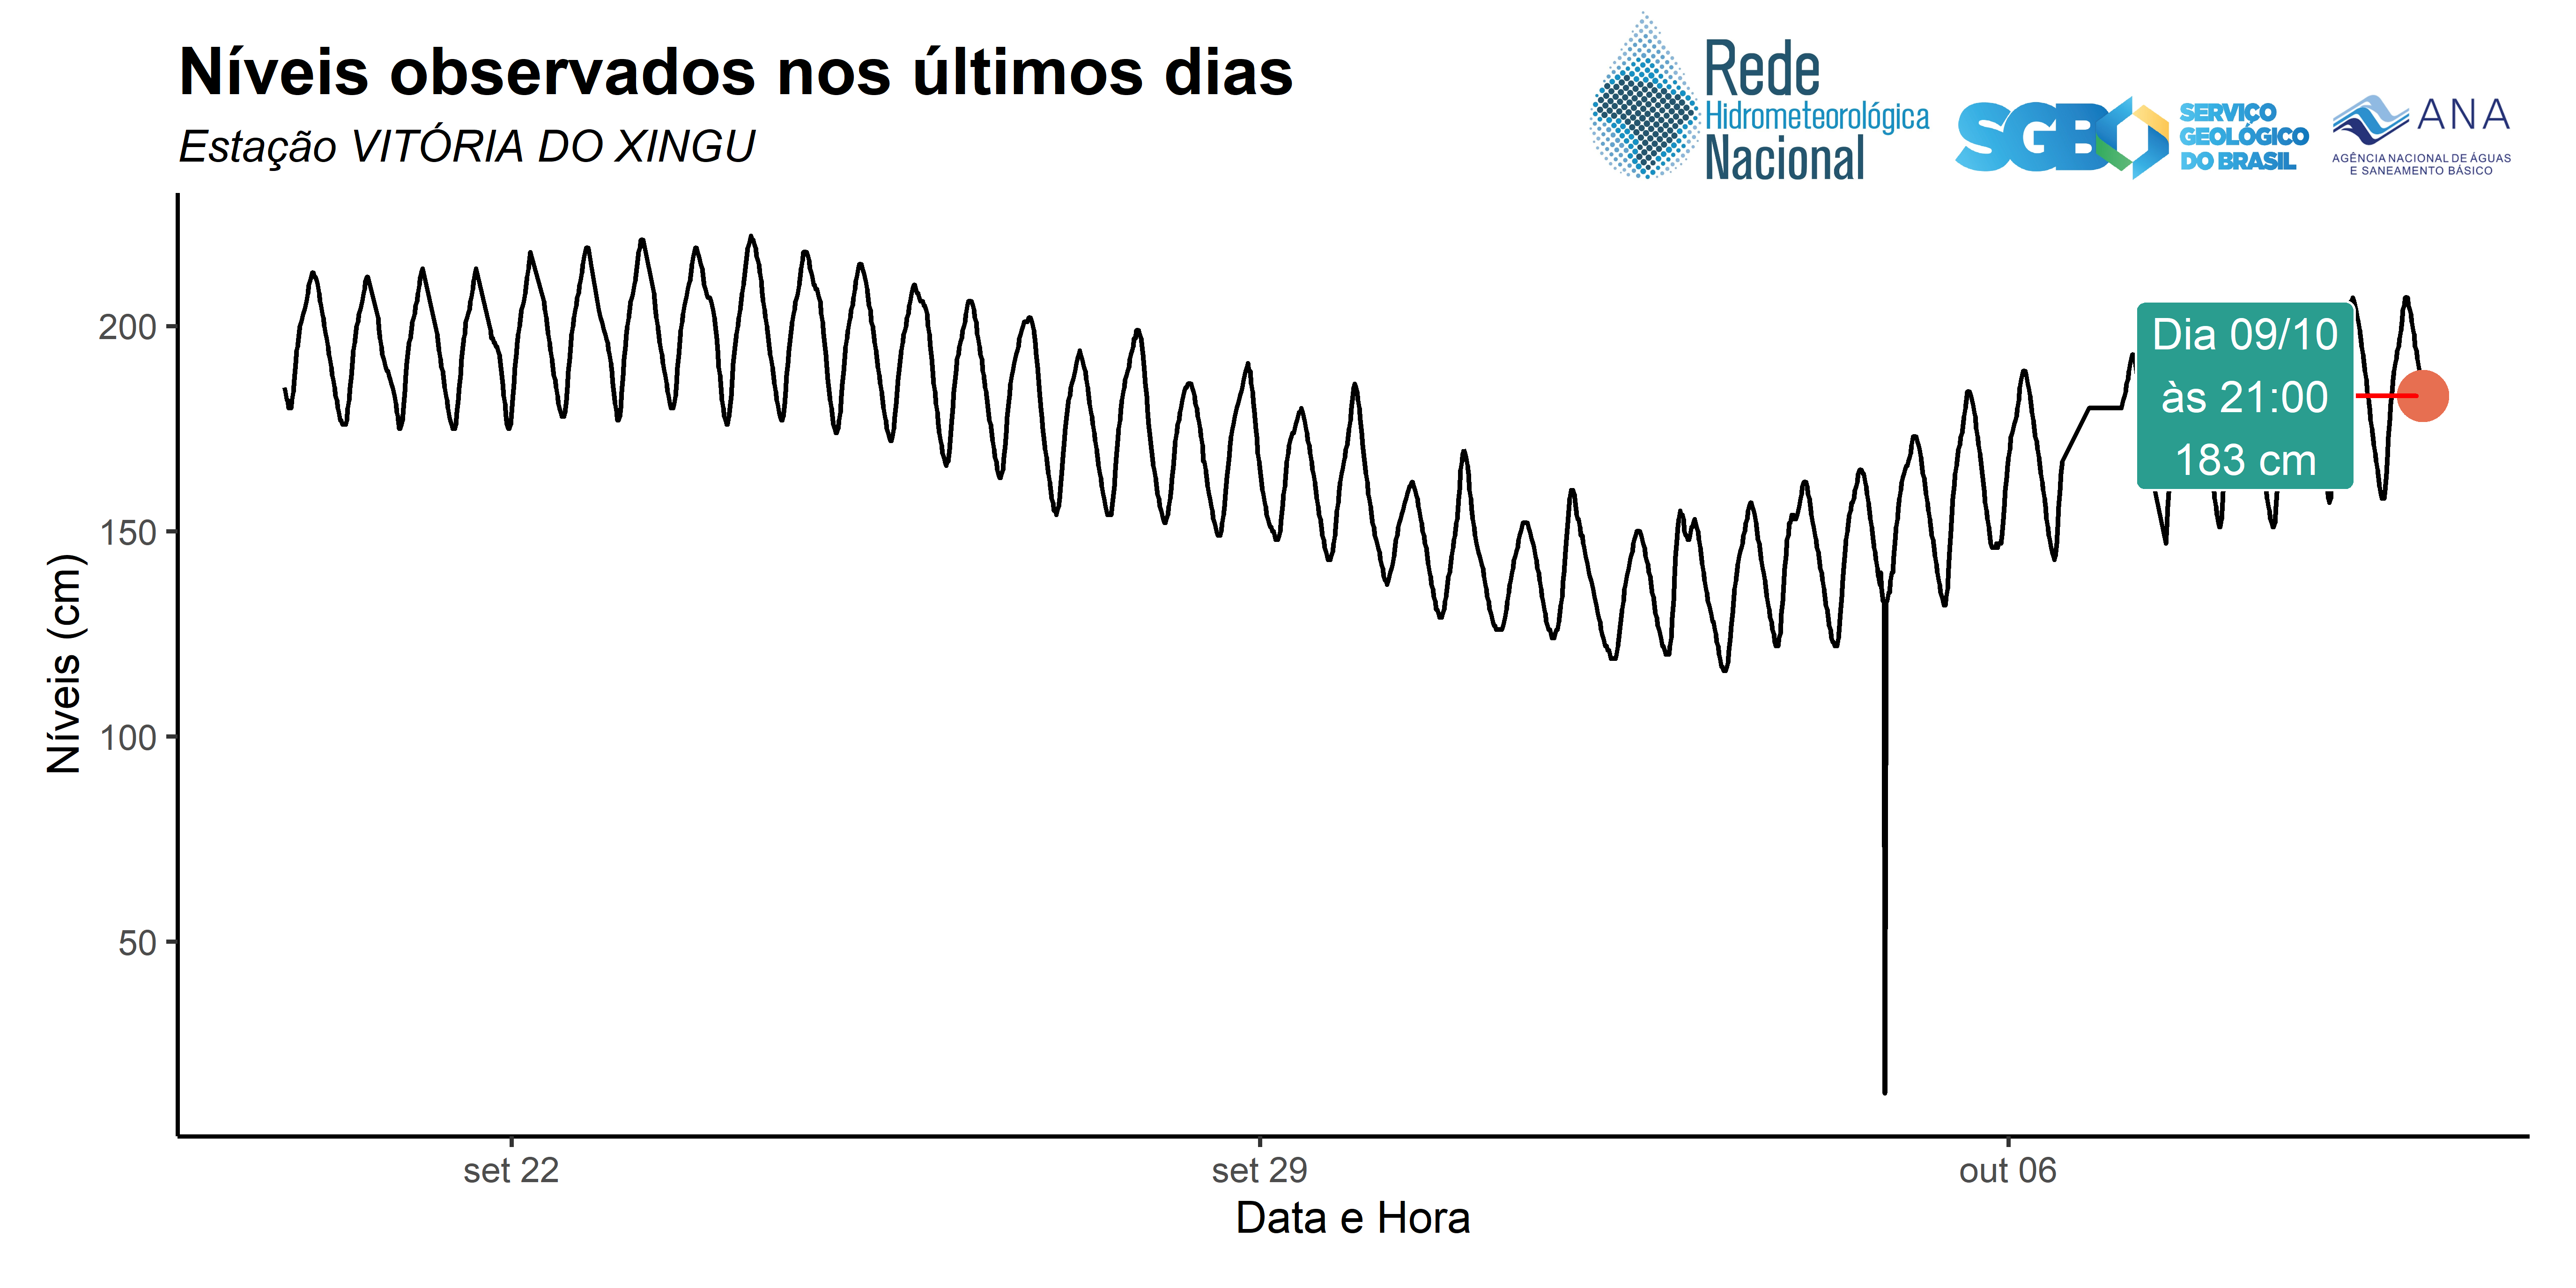 Níveis observados nos últimos dias
Estação VITÓRIA DO XINGU
Rede
Hidrometeorológica
Nacional
SGB
SERVIÇO
GEOLÓGICO
DO BRASIL
ANA
AGÊNCIA NACIONAL DE ÁGUAS
E SANEAMENTO BÁSICO
Níveis (cm)
200
150
100
50
Dia 09/10
às 21:00
183 cm
set 22
set 29
out 06
Data e Hora